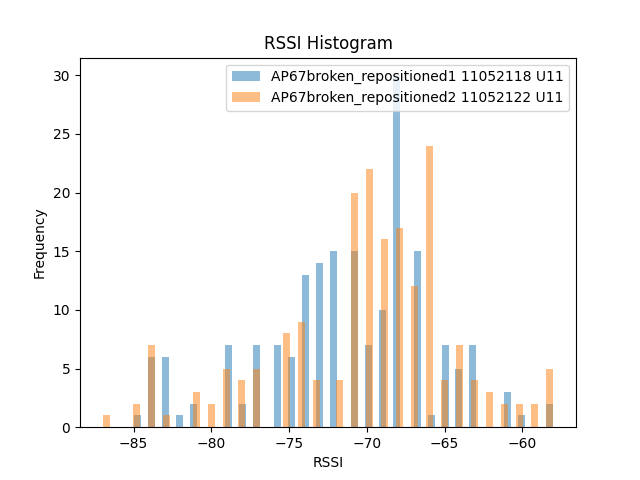 RSSI Histogram
AP67broken_repositioned1 11052118 U11
AP67broken_repositioned2 11052122 U11
30
25
20
15
10
5
0
Frequency
−85
−80
−75
−70
−65
−60
RSSI